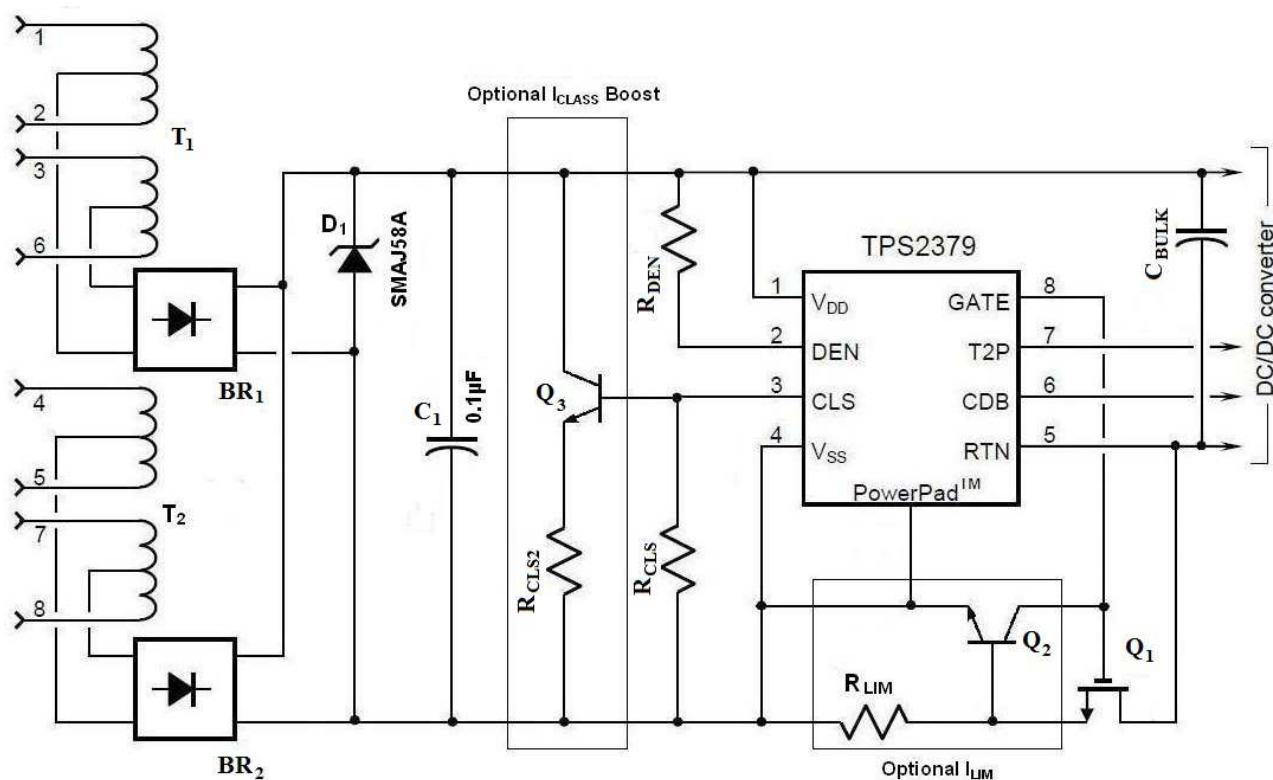 1
2
T1
3
6
BR1
4
5
T2
7
8
BR2
D1
SMAJ58A
C1
0.1µF
Optional ICLASS Boost
Q3
RCLS2
RCLS
RDEN
TPS2379
1
VDD
2
DEN
3
CLS
4
VSS
GATE
8
T2P
7
CDB
6
RTN
5
PowerPad™
CBULK
DC/DC converter
Q2
Q1
RLIM
Optional ILIM